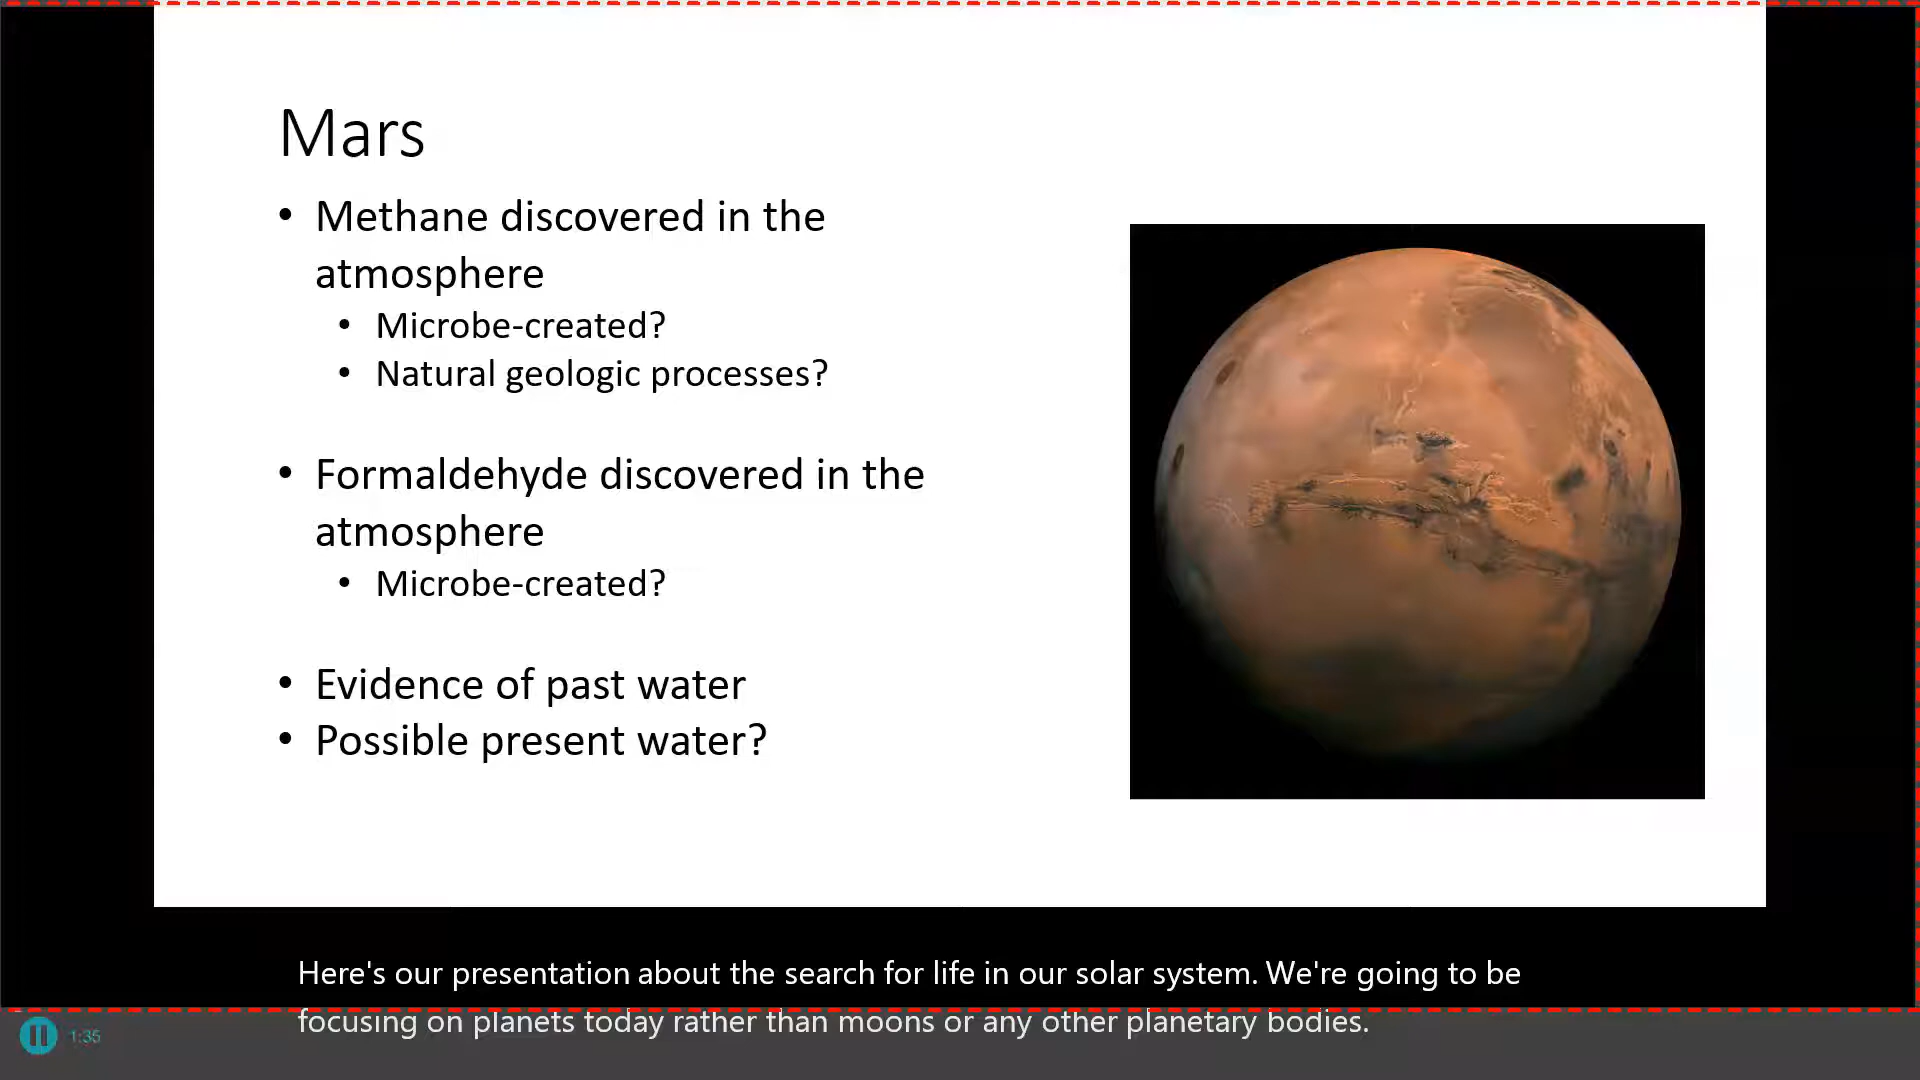 Mars
• Methane discovered in the
atmosphere
• Microbe-created?
• Natural geologic processes?
• Formaldehyde discovered in the
atmosphere
• Microbe-created?
• Evidence of past water
• Possible present water?
Here's our presentation about the search for life in our solar system. We're going to be
focusing on planets today rather than moons or any other planetary bodies.
1:35